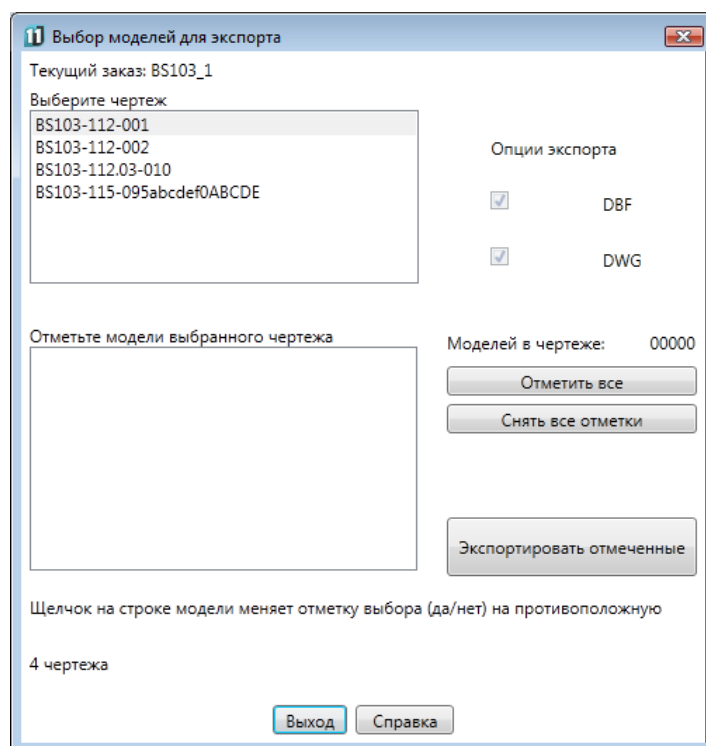 Выбор моделей для экспорта
Текущий заказ: BS103_1
Выберите чертеж
BS103-112-001
BS103-112-002
BS103-112.03-010
BS103-115-095abcdef0ABCDE
Опции экспорта
DBF
DWG
Отметьте модели выбранного чертежа
Моделей в чертеже: 00000
Отметить все
Снять все отметки
Экспортировать отмеченные
Щелчок на строке модели меняет отметку выбора (да/нет) на противоположную
4 чертежа
Выход Справка